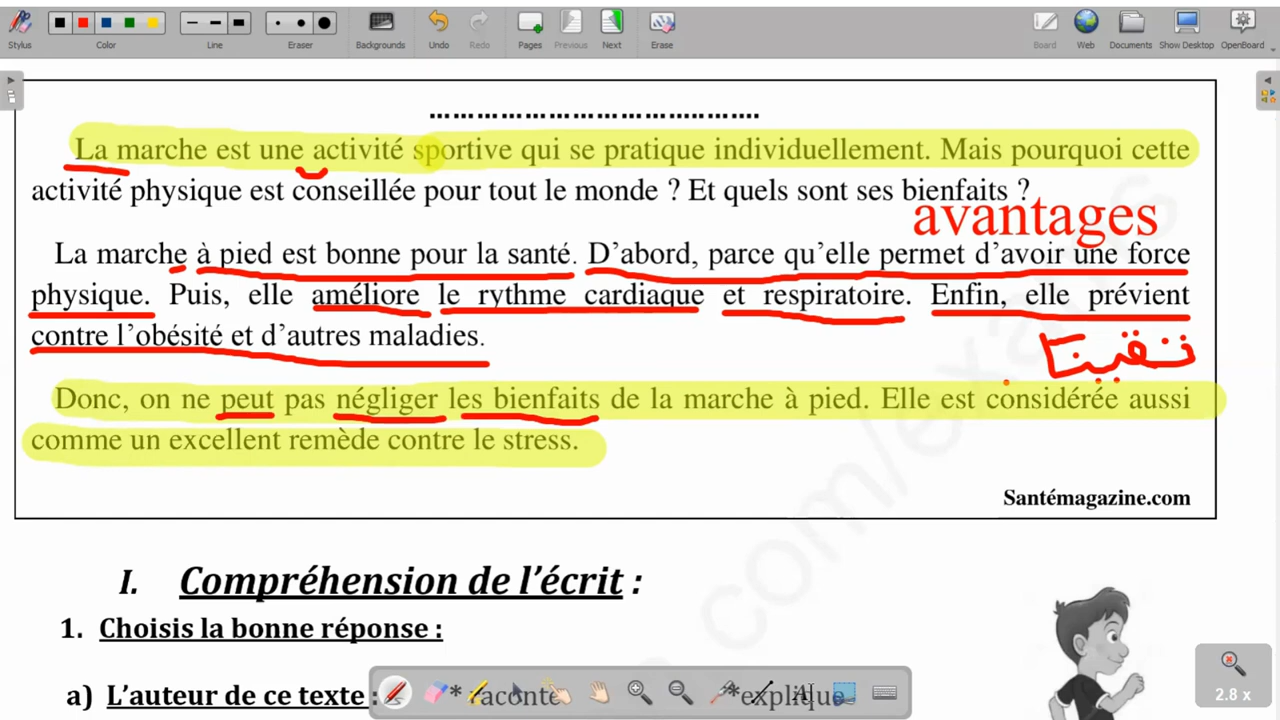 Stylus Color Line Eraser Backgrounds Undo Redo Pages Previous Next Erase Board Web Documents Show Desktop OpenBoard
……………………………………….
La marche est une activité sportive qui se pratique individuellement. Mais pourquoi cette
activité physique est conseillée pour tout le monde ? Et quels sont ses bienfaits ?
avantages
La marche à pied est bonne pour la santé. D’abord, parce qu’elle permet d’avoir une force
physique. Puis, elle améliore le rythme cardiaque et respiratoire. Enfin, elle prévient
contre l’obésité et d’autres maladies.
Donc, on ne peut pas négliger les bienfaits de la marche à pied. Elle est considérée aussi
comme un excellent remède contre le stress.
Santémagazine.com
I. Compréhension de l’écrit :
1. Choisis la bonne réponse :
a) L’auteur de ce texte : * raconte * explique
2.8 x